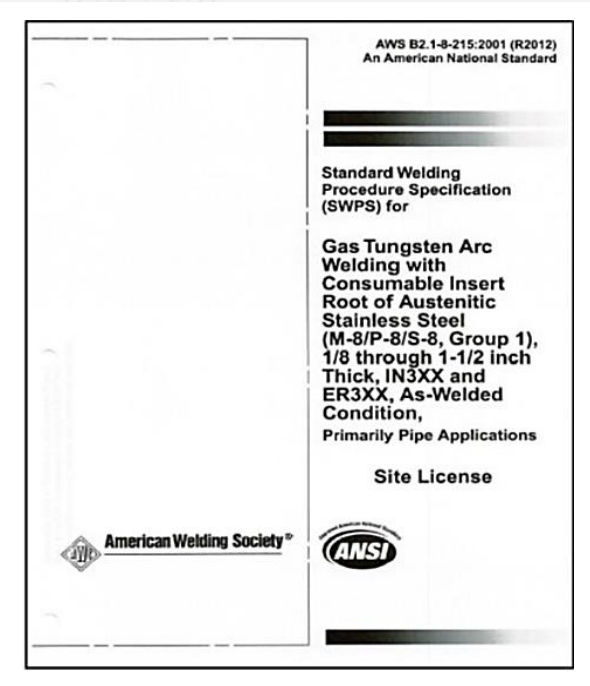 AWS B2.1-8-215:2001 (R2012)
An American National Standard
Standard Welding
Procedure Specification
(SWPS) for
Gas Tungsten Arc
Welding with
Consumable Insert
Root of Austenitic
Stainless Steel
(M-8/P-8/S-8, Group 1),
1/8 through 1-1/2 inch
Thick, IN3XX and
ER3XX, As-Welded
Condition,
Primarily Pipe Applications
Site License
American Welding Society®
ANSI